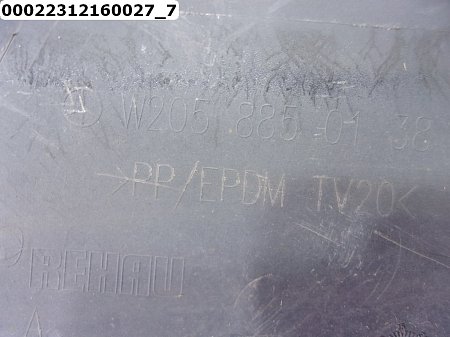 00022312160027_7
W205 885 01 38
>PP/EPDM TV20<
REHAU
A